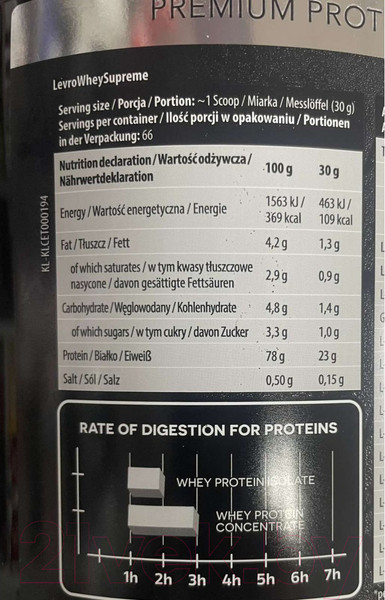 PREMIUM PROT
LevroWheySupreme
Serving size / Porcja / Portion: ~1 Scoop / Miarka / Messlöffel (30 g)
Servings per container / Ilość porcji w opakowaniu / Portionen
in der Verpackung: 66
Nutrition declaration / Wartość odżywcza /
Nährwertdeklaration 100 g 30 g
Energy / Wartość energetyczna / Energie 1563 kJ / 369 kcal 463 kJ / 109 kcal
Fat / Tłuszcz / Fett 4,2 g 1,3 g
of which saturates / w tym kwasy tłuszczowe
nasycone / davon gesättigte Fettsäuren 2,9 g 0,9 g
Carbohydrate / Węglowodany / Kohlenhydrate 4,8 g 1,4 g
of which sugars / w tym cukry / davon Zucker 3,3 g 1,0 g
Protein / Białko / Eiweiß 78 g 23 g
Salt / Sól / Salz 0,50 g 0,15 g
KL-KLCET000194
RATE OF DIGESTION FOR PROTEINS
WHEY PROTEIN ISOLATE
WHEY PROTEIN
CONCENTRATE
1h 2h 3h 4h 5h 6h 7h